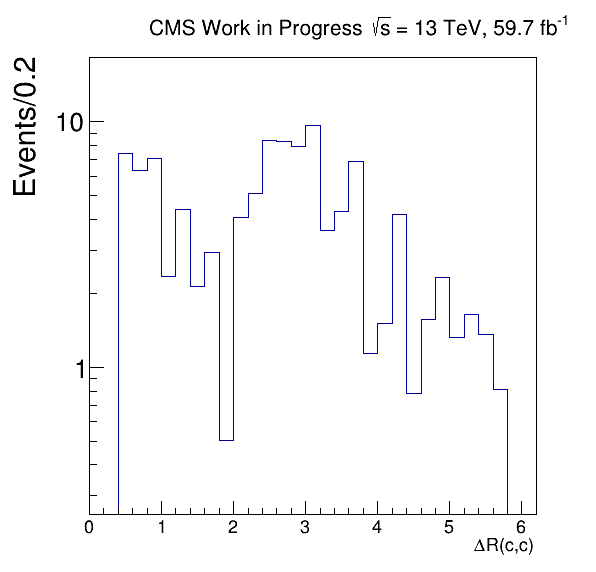 CMS Work in Progress √s = 13 TeV, 59.7 fb⁻¹
Events/0.2
10
1
0 1 2 3 4 5 6
ΔR(c,c)